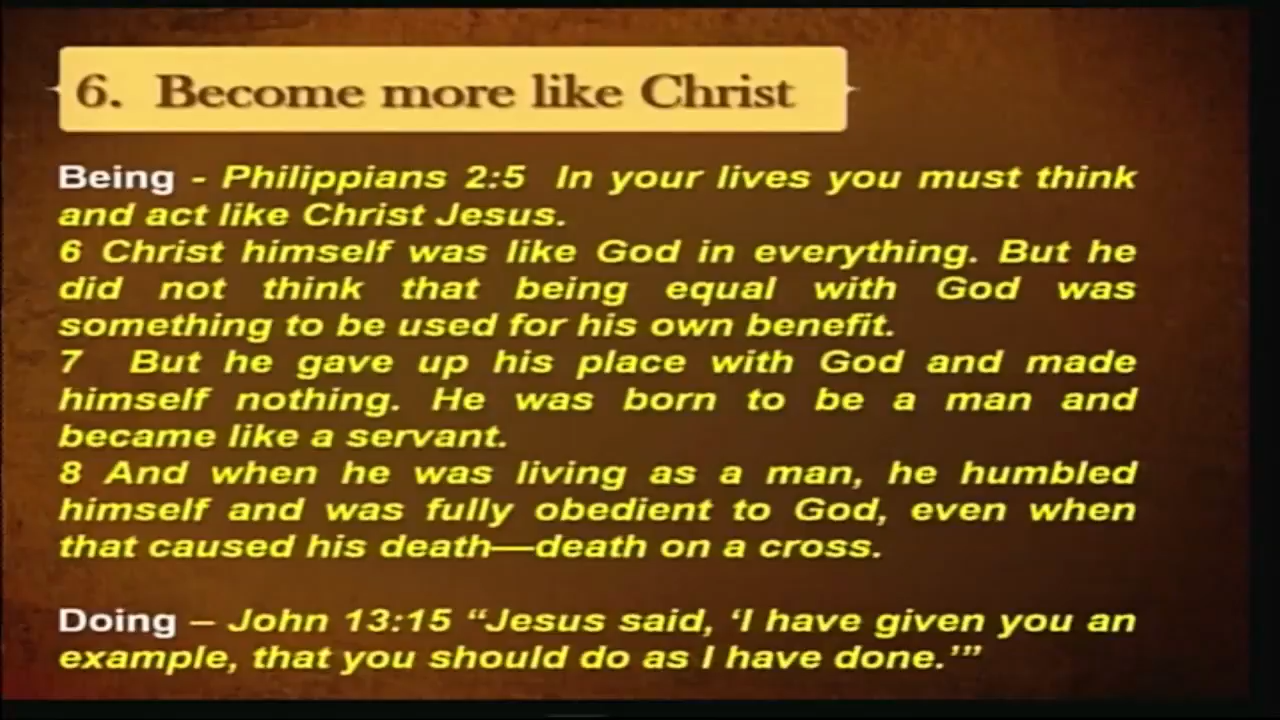 6. Become more like Christ
Being - Philippians 2:5 In your lives you must think
and act like Christ Jesus.
6 Christ himself was like God in everything. But he
did not think that being equal with God was
something to be used for his own benefit.
7 But he gave up his place with God and made
himself nothing. He was born to be a man and
became like a servant.
8 And when he was living as a man, he humbled
himself and was fully obedient to God, even when
that caused his death—death on a cross.
Doing – John 13:15 “Jesus said, ‘I have given you an
example, that you should do as I have done.’”